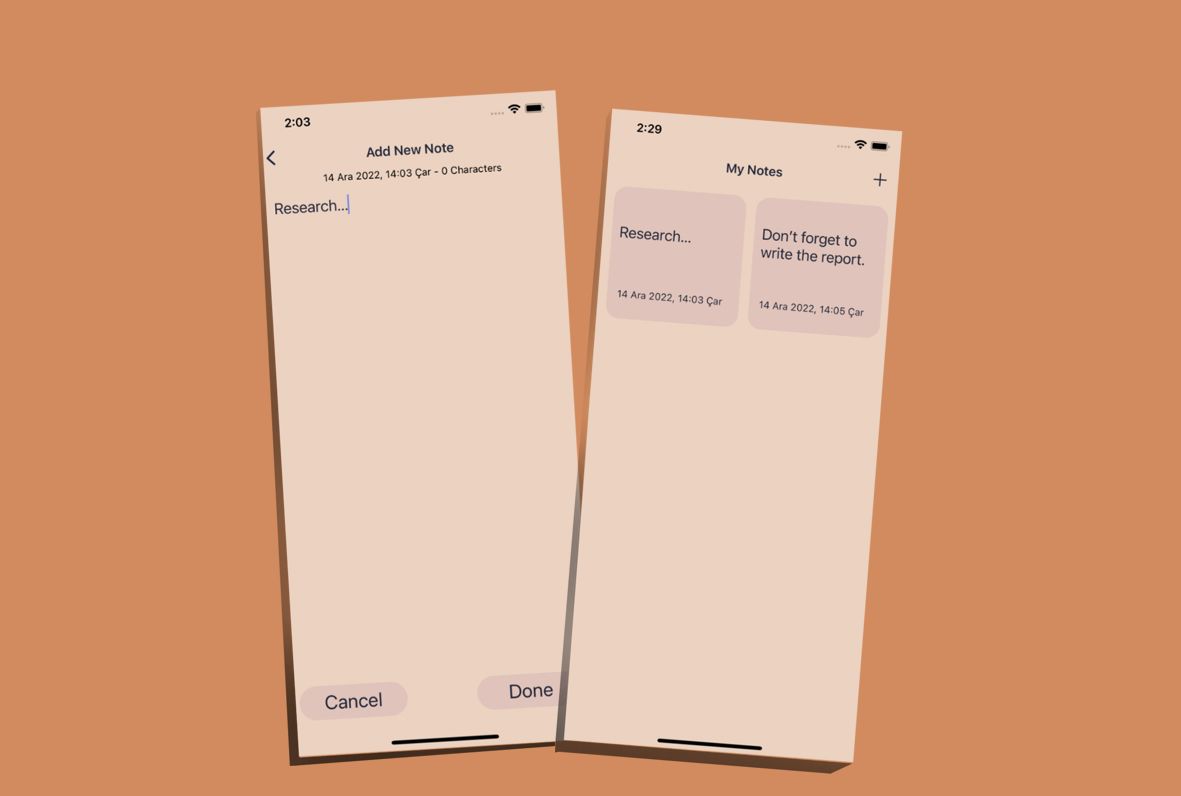 2:03
Add New Note
14 Ara 2022, 14:03 Çar - 0 Characters
Research...
Cancel
Done
2:29
My Notes
Research...
14 Ara 2022, 14:03 Çar
Don’t forget to
write the report.
14 Ara 2022, 14:05 Çar